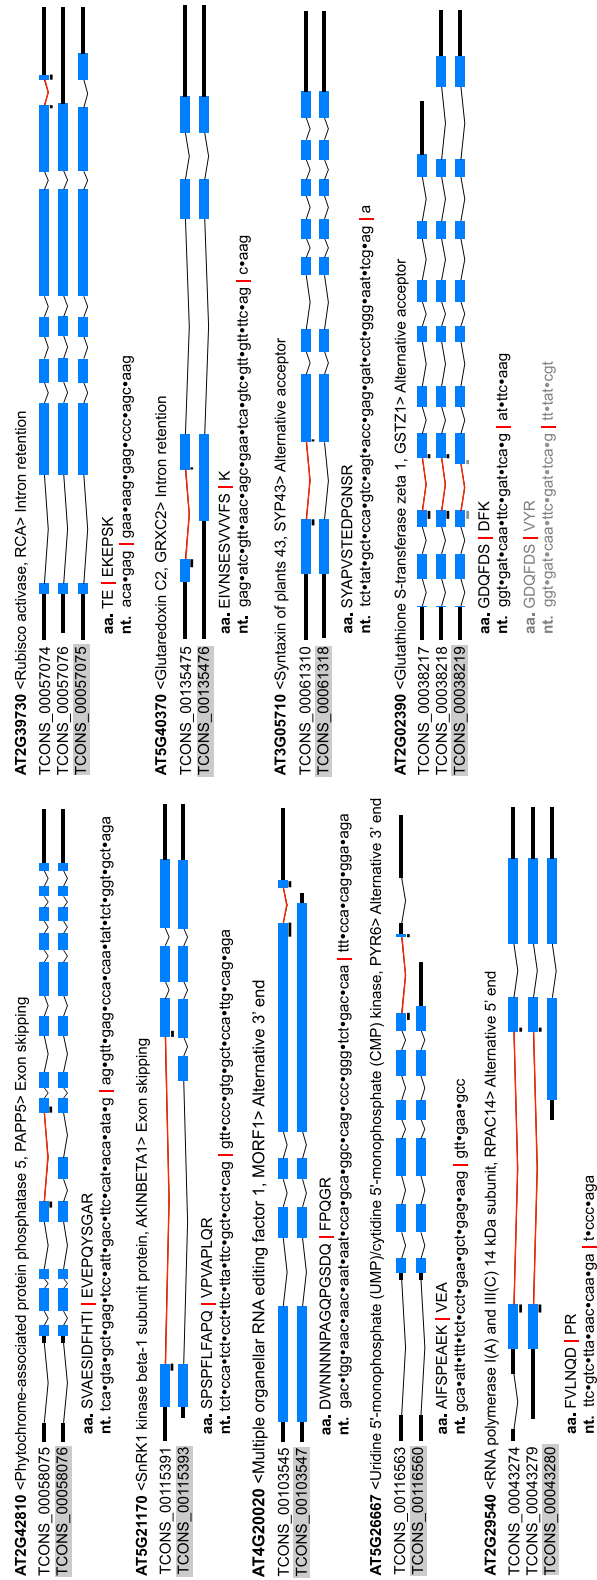 AT2G42810 <Phytochrome-associated protein phosphatase 5, PAPP5> Exon skipping
TCONS_00058075
TCONS_00058076
aa. SVAESIDFHTI | EVEPQYSGAR
nt. tca•gta•gct•gag•tcc•att•gac•ttc•cat•aca•ata•g | ag•gtt•gag•cca•caa•tat•tct•ggt•gct•aga
AT5G21170 <SnRK1 kinase beta-1 subunit protein, AKINBETA1> Exon skipping
TCONS_00115391
TCONS_00115393
aa. SPSPFLFAPQ | VPVAPLQR
nt. tct•cca•tct•cct•ttc•tta•ttc•gct•cct•cag | gtt•ccc•gtg•gct•cca•ttg•cag•aga
AT4G20020 <Multiple organellar RNA editing factor 1, MORF1> Alternative 3' end
TCONS_00103545
TCONS_00103547
aa. DWNNNNPAGQPGSDQ | FPQGR
nt. gac•tgg•aac•aac•aat•aat•cca•gca•ggc•cag•ccc•ggg•tct•gac•caa | ttt•cca•cag•gga•aga
AT5G26667 <Uridine 5'-monophosphate (UMP)/cytidine 5'-monophosphate (CMP) kinase, PYR6> Alternative 3' end
TCONS_00116563
TCONS_00116560
aa. AIFSPEAEK | VEA
nt. gca•att•ttt•tct•cct•gaa•gct•gag•aag | gtt•gaa•gcc
AT2G29540 <RNA polymerase I(A) and III(C) 14 kDa subunit, RPAC14> Alternative 5' end
TCONS_00043274
TCONS_00043279
TCONS_00043280
aa. FVLNQD | PR
nt. ttc•gtc•tta•aac•caa•ga | t•ccc•aga
AT2G39730 <Rubisco activase, RCA> Intron retention
TCONS_00057074
TCONS_00057076
TCONS_00057075
aa. TE | EKEPSK
nt. aca•gag | gaa•aag•gag•ccc•agc•aag
AT5G40370 <Glutaredoxin C2, GRXC2> Intron retention
TCONS_00135475
TCONS_00135476
aa. EIVNSESVVVFS | K
nt. gag•atc•gtt•aac•agc•gaa•tca•gtc•gtt•gtt•ttc•ag | c•aag
AT3G05710 <Syntaxin of plants 43, SYP43> Alternative acceptor
TCONS_00061310
TCONS_00061318
aa. SYAPVSTEDPGNSR
nt. tct•tat•gct•cca•gtc•agt•acc•gag•gat•cct•ggg•aat•tcg•ag | a
AT2G02390 <Glutathione S-transferase zeta 1, GSTZ1> Alternative acceptor
TCONS_00038217
TCONS_00038218
TCONS_00038219
aa. GDQFDS | DFK
nt. ggt•gat•caa•ttc•gat•tca•g | at•ttc•aag
aa. GDQFDS | VYR
nt. ggt•gat•caa•ttc•gat•tca•g | tt•tat•cgt